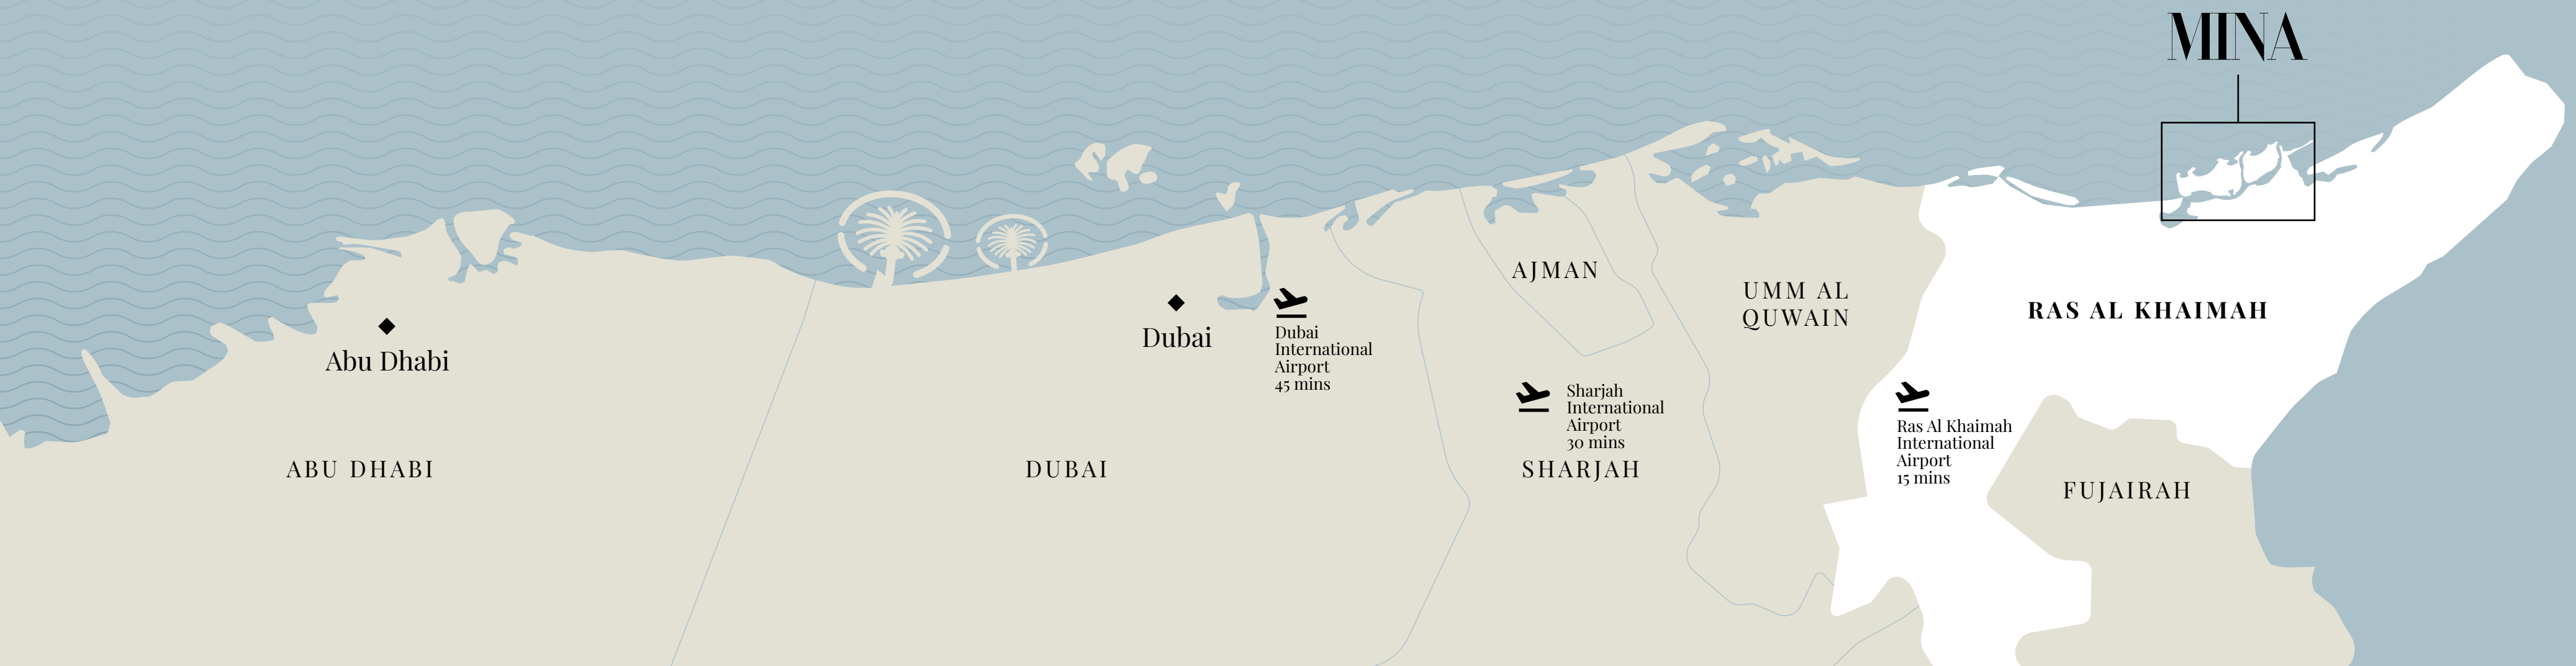 MINA
Abu Dhabi
ABU DHABI
Dubai
DUBAI
Dubai
International
Airport
45 mins
AJMAN
Sharjah
International
Airport
30 mins
SHARJAH
UMM AL
QUWAIN
RAS AL KHAIMAH
Ras Al Khaimah
International
Airport
15 mins
FUJAIRAH